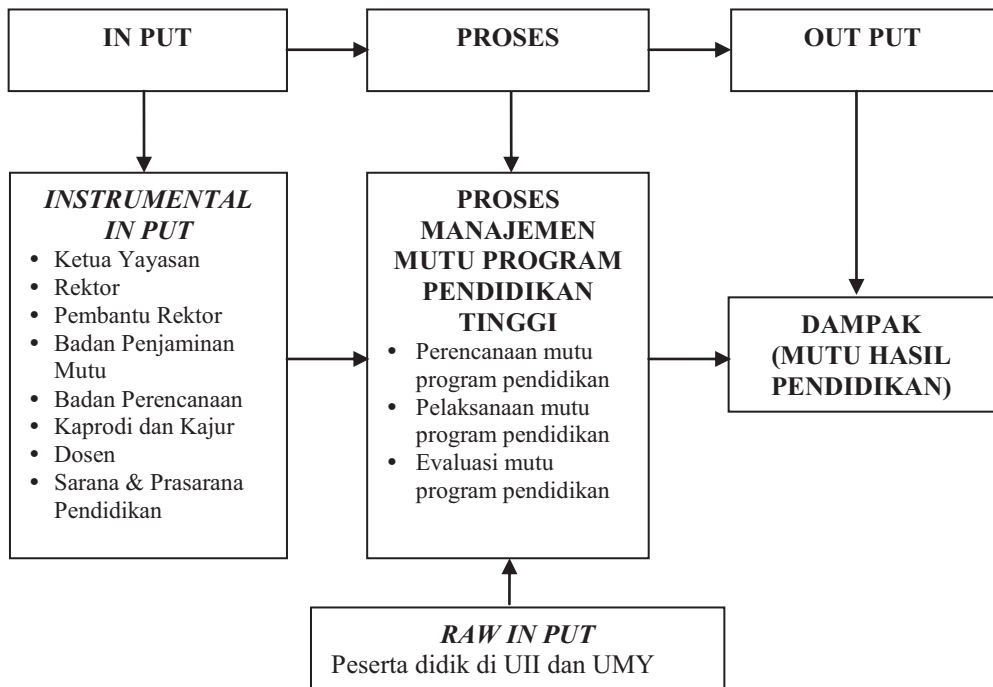 IN PUT
PROSES
OUT PUT
INSTRUMENTAL
IN PUT
• Ketua Yayasan
• Rektor
• Pembantu Rektor
• Badan Penjaminan
Mutu
• Badan Perencanaan
• Kaprodi dan Kajur
• Dosen
• Sarana & Prasarana
Pendidikan
PROSES
MANAJEMEN
MUTU PROGRAM
PENDIDIKAN
TINGGI
• Perencanaan mutu
program pendidikan
• Pelaksanaan mutu
program pendidikan
• Evaluasi mutu
program pendidikan
DAMPAK
(MUTU HASIL
PENDIDIKAN)
RAW IN PUT
Peserta didik di UII dan UMY